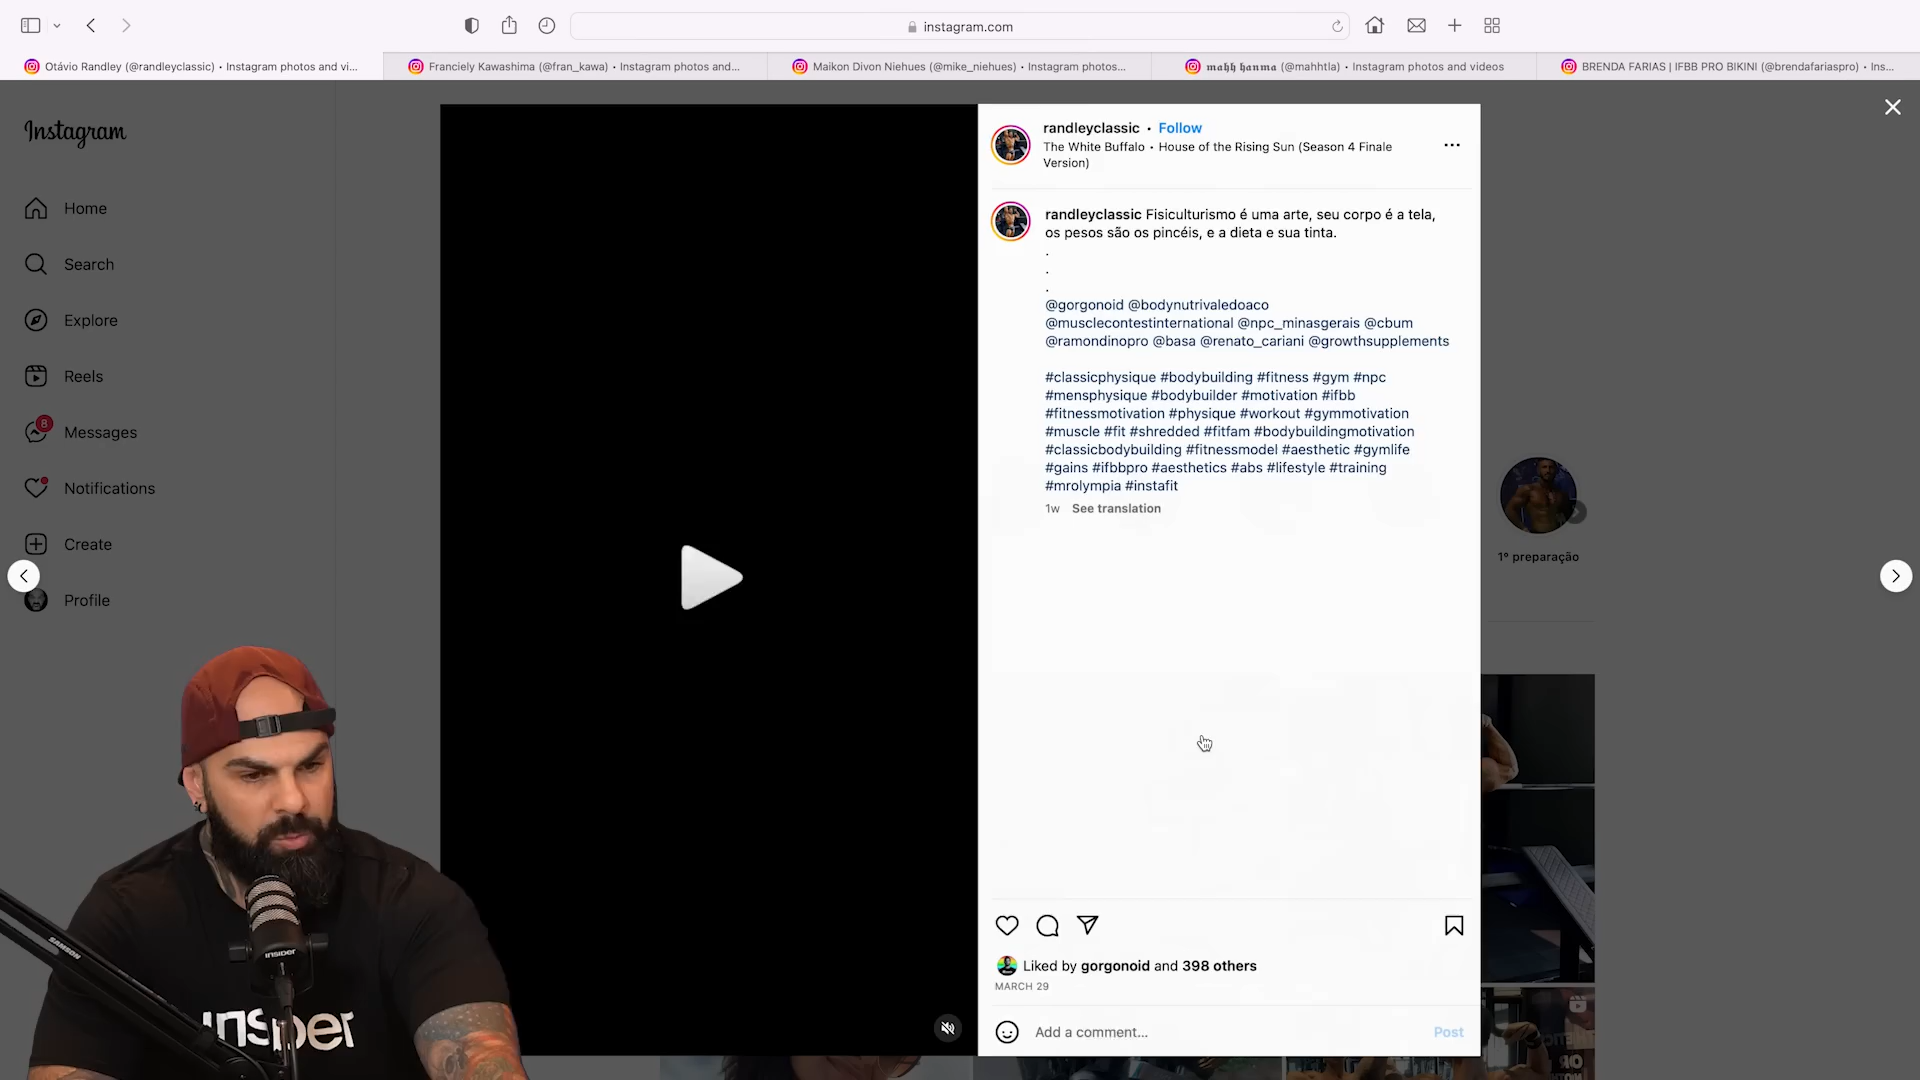 instagram.com
Otávio Randley (@randleyclassic) • Instagram photos and vi...
Franciely Kawashima (@fran_kawa) • Instagram photos and...
Maikon Divon Niehues (@mike_niehues) • Instagram photos...
𝖒𝖆𝖍𝖍 𝖍𝖆𝖓𝖒𝖆 (@mahhtla) • Instagram photos and videos
BRENDA FARIAS | IFBB PRO BIKINI (@brendafariaspro) • Ins...
Instagram
Home
Search
Explore
Reels
8
Messages
Notifications
Create
Profile
randleyclassic • Follow
The White Buffalo • House of the Rising Sun (Season 4 Finale
Version)
randleyclassic Fisiculturismo é uma arte, seu corpo é a tela,
os pesos são os pincéis, e a dieta e sua tinta.
.
.
.
@gorgonoid @bodynutrivaledoaco
@musclecontestinternational @npc_minasgerais @cbum
@ramondinopro @basa @renato_cariani @growthsupplements
#classicphysique #bodybuilding #fitness #gym #npc
#mensphysique #bodybuilder #motivation #ifbb
#fitnessmotivation #physique #workout #gymmotivation
#muscle #fit #shredded #fitfam #bodybuildingmotivation
#classicbodybuilding #fitnessmodel #aesthetic #gymlife
#gains #ifbbpro #aesthetics #abs #lifestyle #training
#mrolympia #instafit
1w See translation
1º preparação
Liked by gorgonoid and 398 others
MARCH 29
Add a comment...
Post
SAMSON
INSIDER